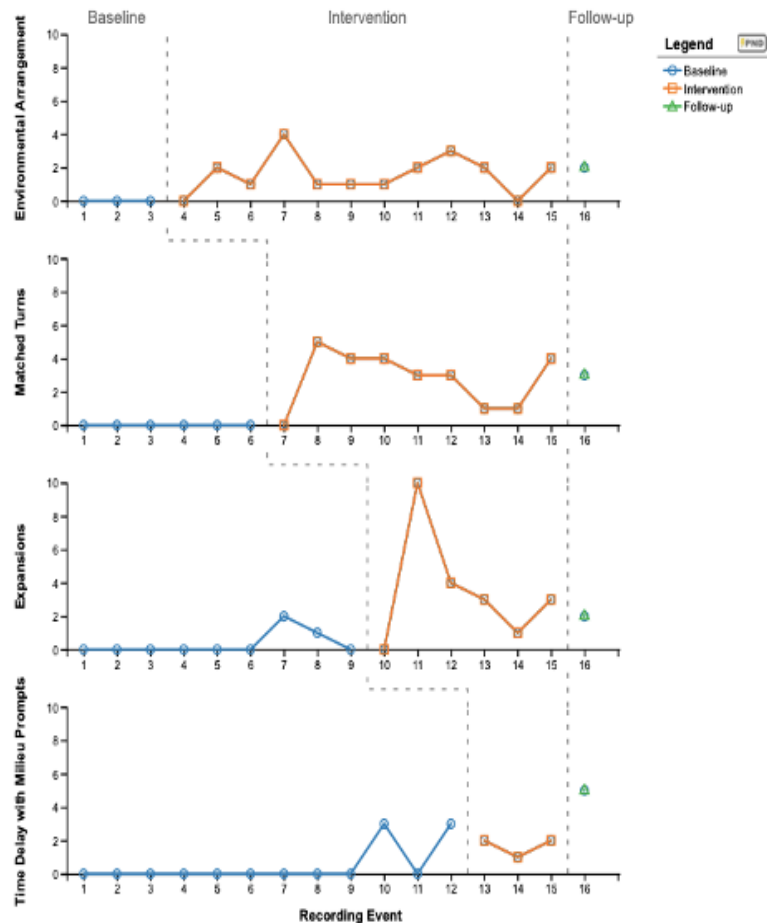 Baseline Intervention Follow-up
Legend
Baseline
Intervention
Follow-up
Environmental Arrangement
10
8
6
4
2
0
1 2 3 4 5 6 7 8 9 10 11 12 13 14 15 16
Matched Turns
10
8
6
4
2
0
1 2 3 4 5 6 7 8 9 10 11 12 13 14 15 16
Expansions
10
8
6
4
2
0
1 2 3 4 5 6 7 8 9 10 11 12 13 14 15 16
Time Delay with Milieu Prompts
10
8
6
4
2
0
1 2 3 4 5 6 7 8 9 10 11 12 13 14 15 16
Recording Event